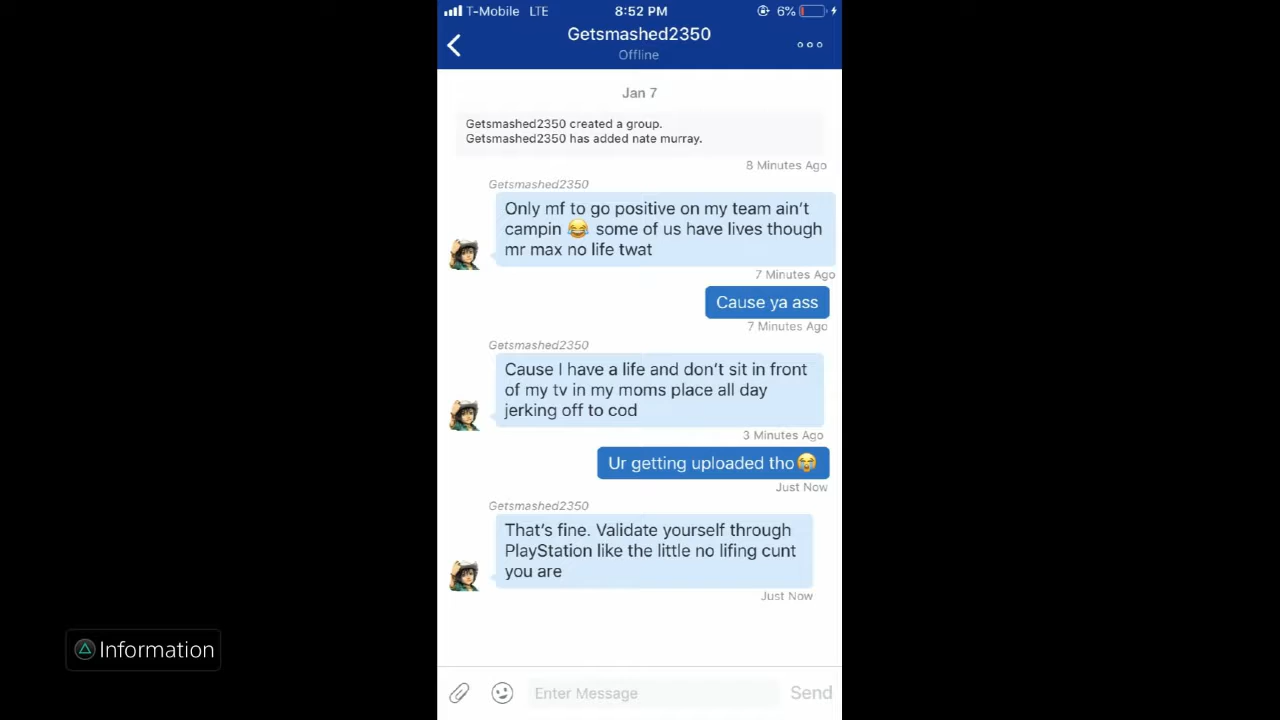 T-Mobile LTE 8:52 PM 6%
Getsmashed2350
Offline
Jan 7
Getsmashed2350 created a group.
Getsmashed2350 has added nate murray.
8 Minutes Ago
Getsmashed2350
Only mf to go positive on my team ain't
campin 😂 some of us have lives though
mr max no life twat
7 Minutes Ago
Cause ya ass
7 Minutes Ago
Getsmashed2350
Cause I have a life and don't sit in front
of my tv in my moms place all day
jerking off to cod
3 Minutes Ago
Ur getting uploaded tho😭
Just Now
Getsmashed2350
That's fine. Validate yourself through
PlayStation like the little no lifing cunt
you are
Just Now
Information
Enter Message
Send